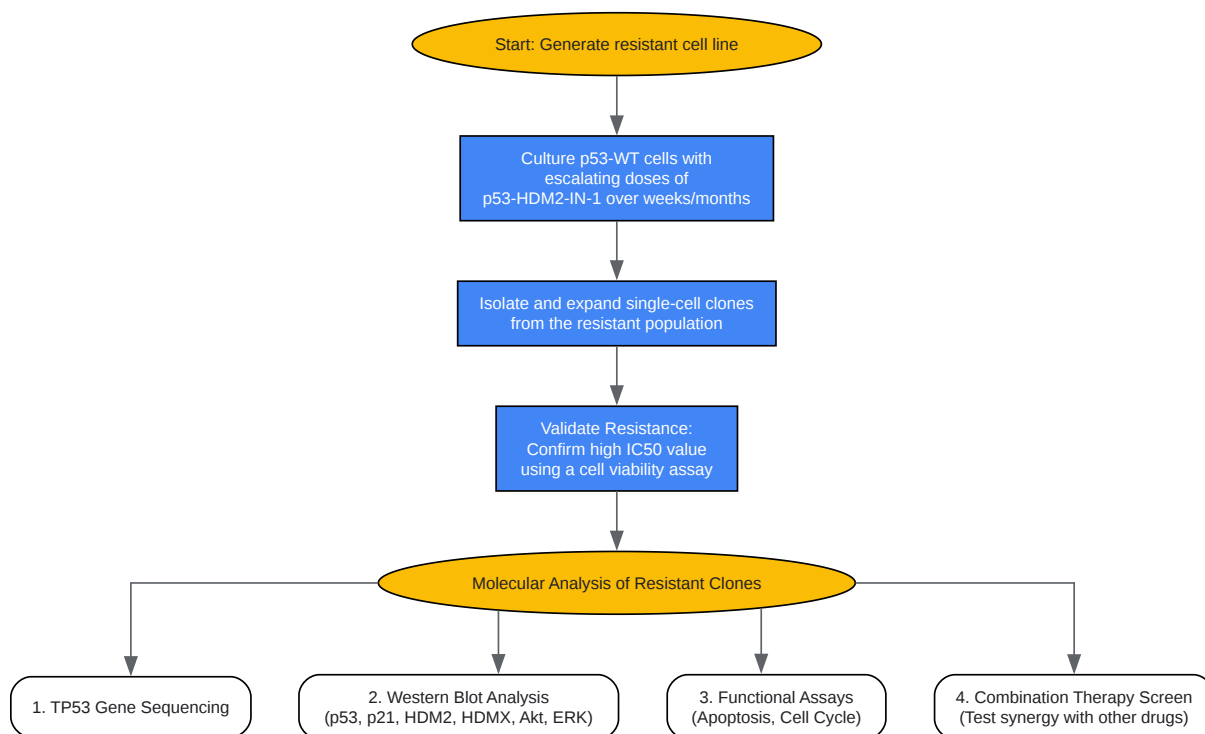 Start: Generate resistant cell line
Culture p53-WT cells with
escalating doses of
p53-HDM2-IN-1 over weeks/months
Isolate and expand single-cell clones
from the resistant population
Validate Resistance:
Confirm high IC50 value
using a cell viability assay
Molecular Analysis of Resistant Clones
1. TP53 Gene Sequencing
2. Western Blot Analysis
(p53, p21, HDM2, HDMX, Akt, ERK)
3. Functional Assays
(Apoptosis, Cell Cycle)
4. Combination Therapy Screen
(Test synergy with other drugs)